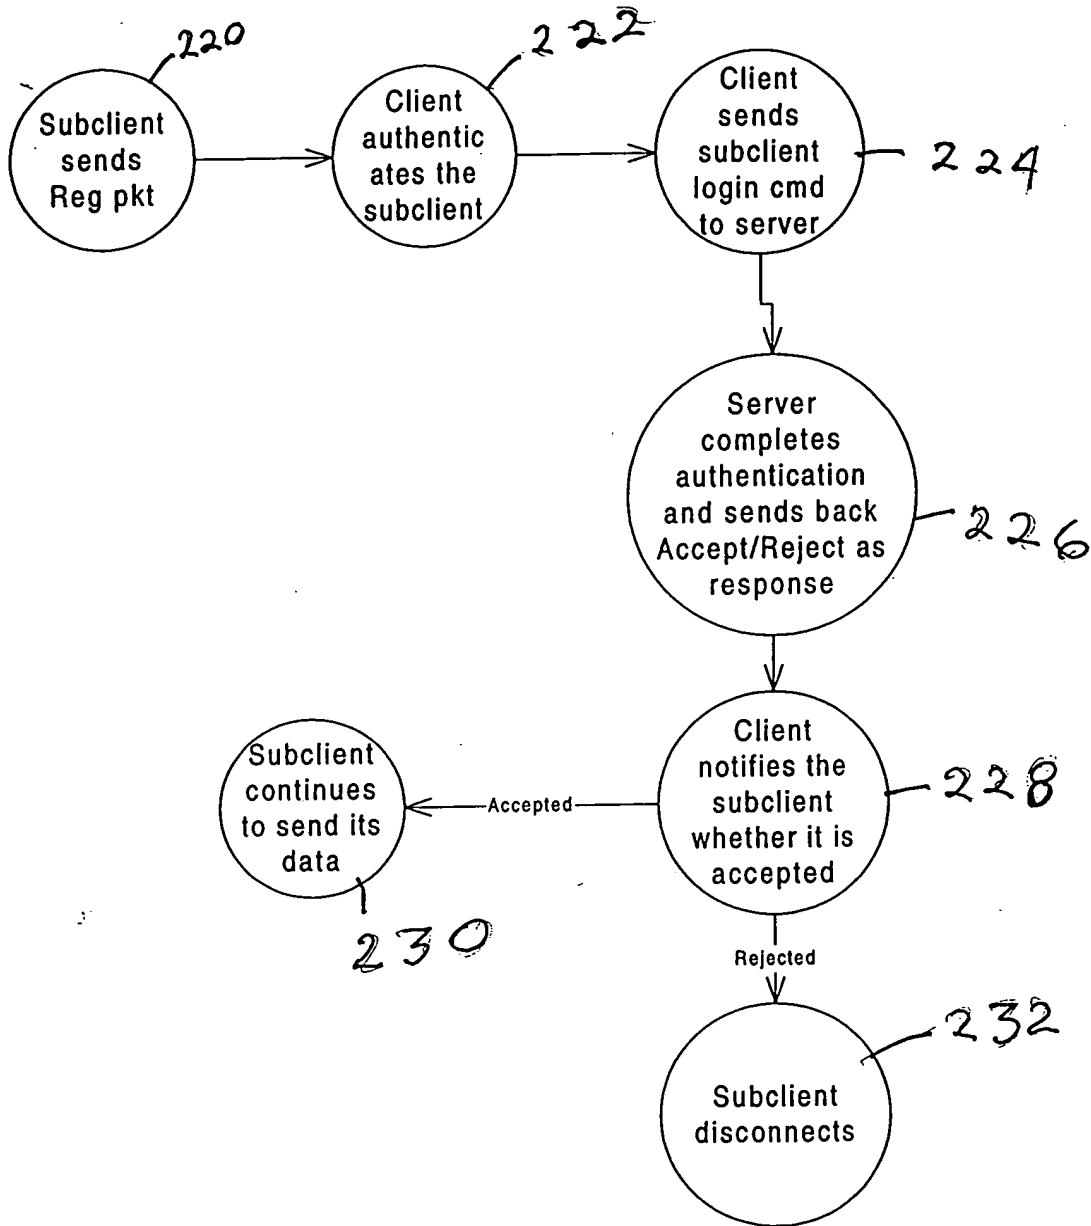 220
Subclient
sends
Reg pkt
222
Client
authentic
ates the
subclient
Client
sends
subclient
login cmd
to server
224
Server
completes
authentication
and sends back
Accept/Reject as
response
226
Client
notifies the
subclient
whether it is
accepted
228
Accepted
Subclient
continues
to send its
data
230
Rejected
232
Subclient
disconnects